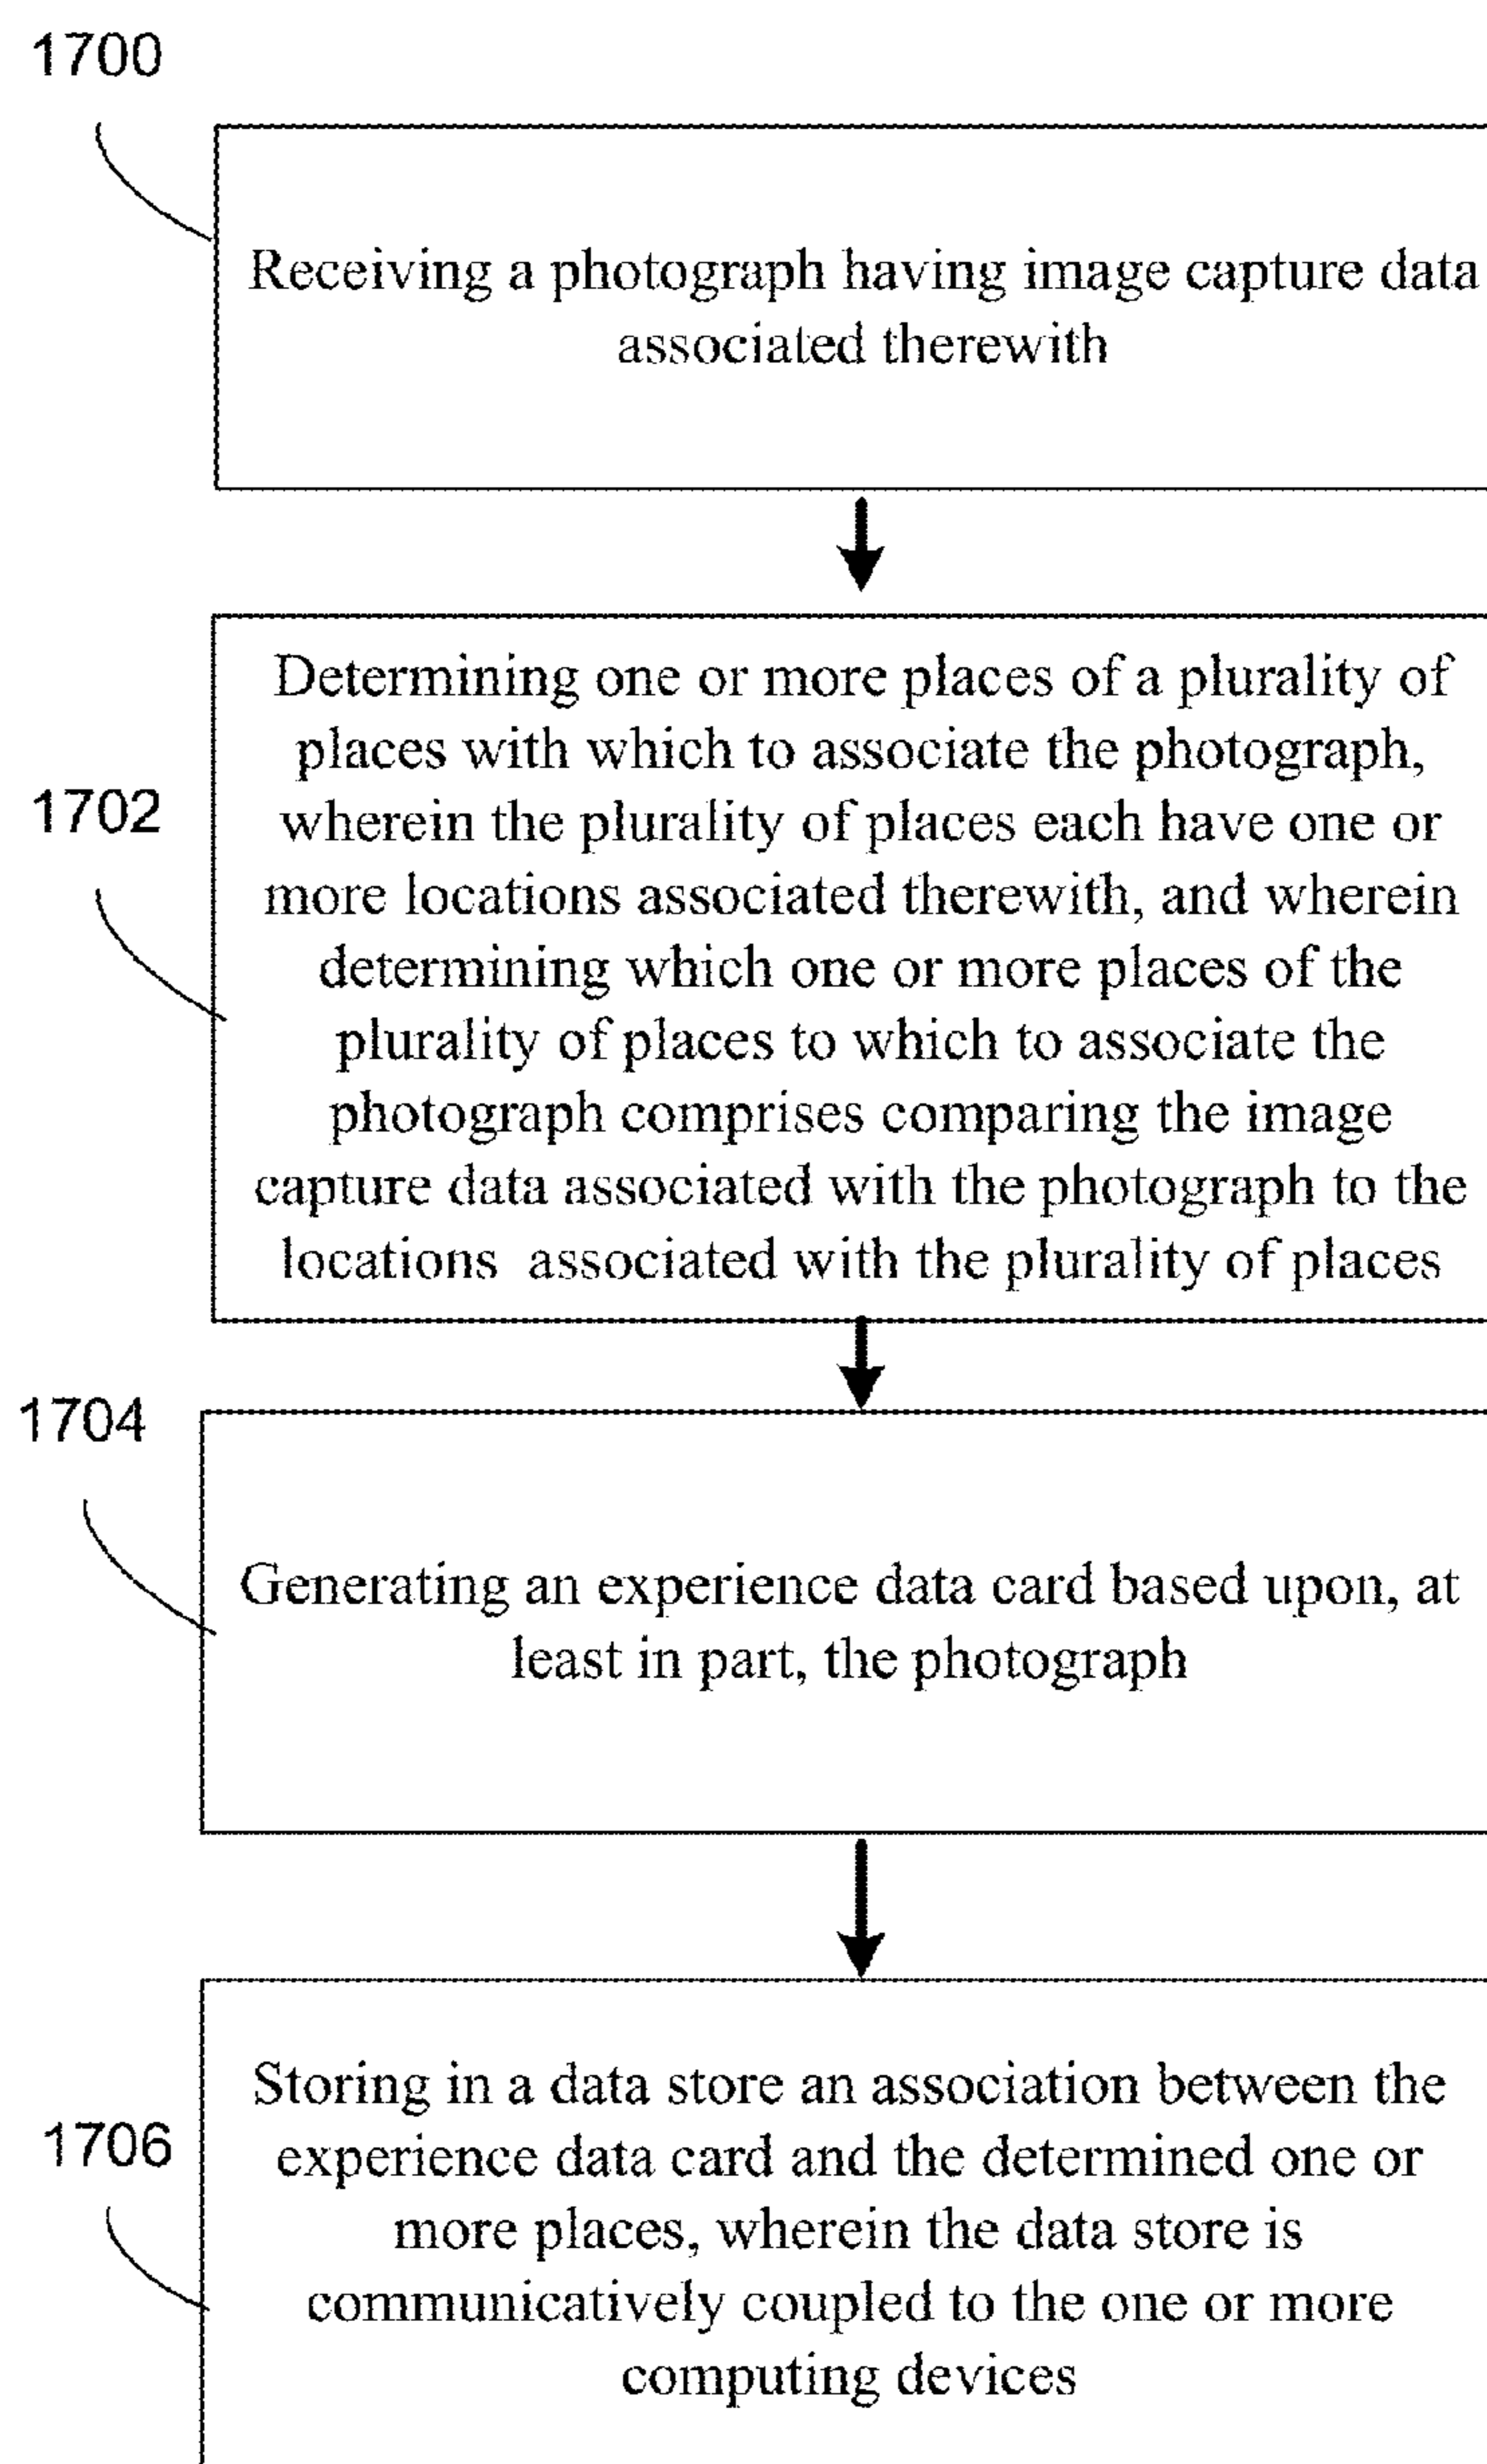 1700
Receiving a photograph having image capture data
associated therewith
1702
Determining one or more places of a plurality of
places with which to associate the photograph,
wherein the plurality of places each have one or
more locations associated therewith, and wherein
determining which one or more places of the
plurality of places to which to associate the
photograph comprises comparing the image
capture data associated with the photograph to the
locations associated with the plurality of places
1704
Generating an experience data card based upon, at
least in part, the photograph
1706
Storing in a data store an association between the
experience data card and the determined one or
more places, wherein the data store is
communicatively coupled to the one or more
computing devices